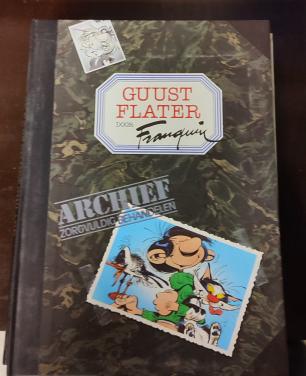 GUUST
FLATER
DOOR
Franquin
ARCHIEF
ZORGVULDIG BEHANDELEN